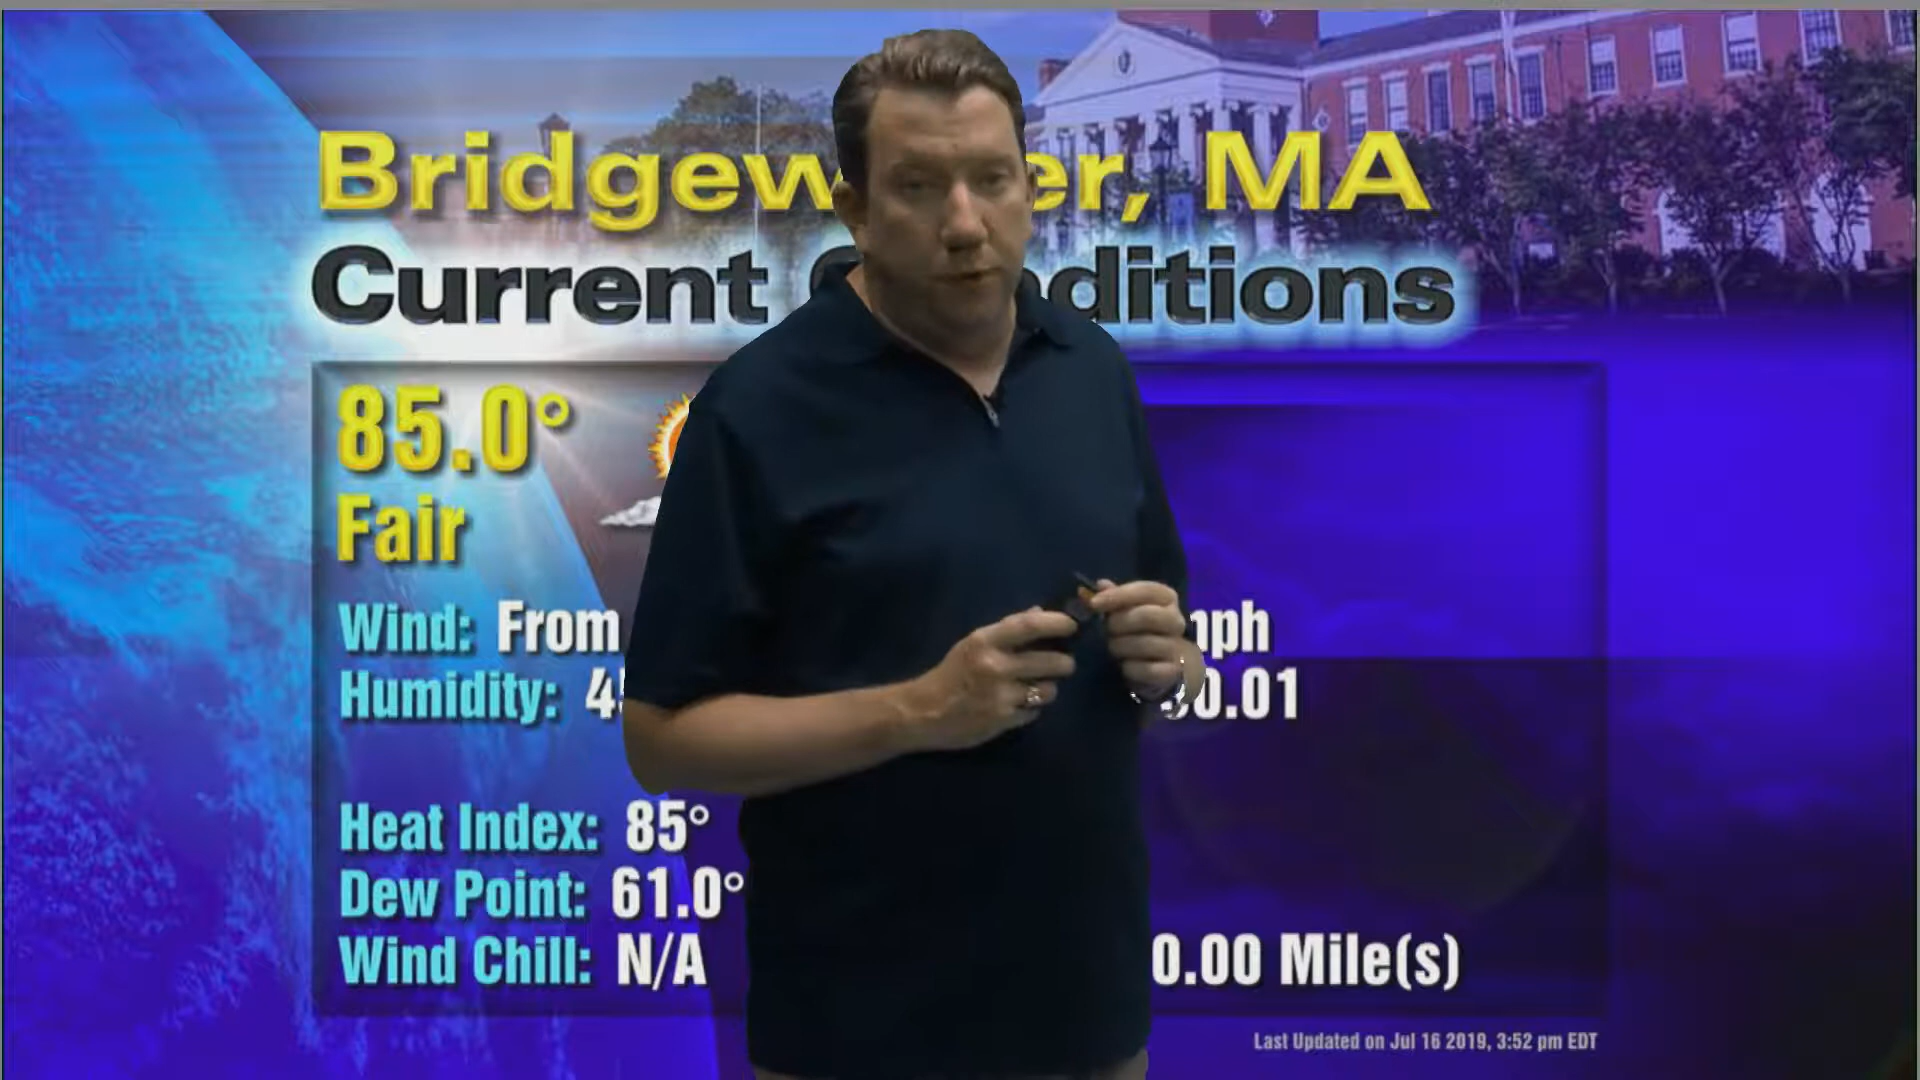 Bridgew er, MA
Current ditions
85.0°
Fair
Wind: From mph
Humidity: 30.01
Heat Index: 85°
Dew Point: 61.0°
Wind Chill: N/A 0.00 Mile(s)
Last Updated on Jul 16 2019, 3:52 pm EDT